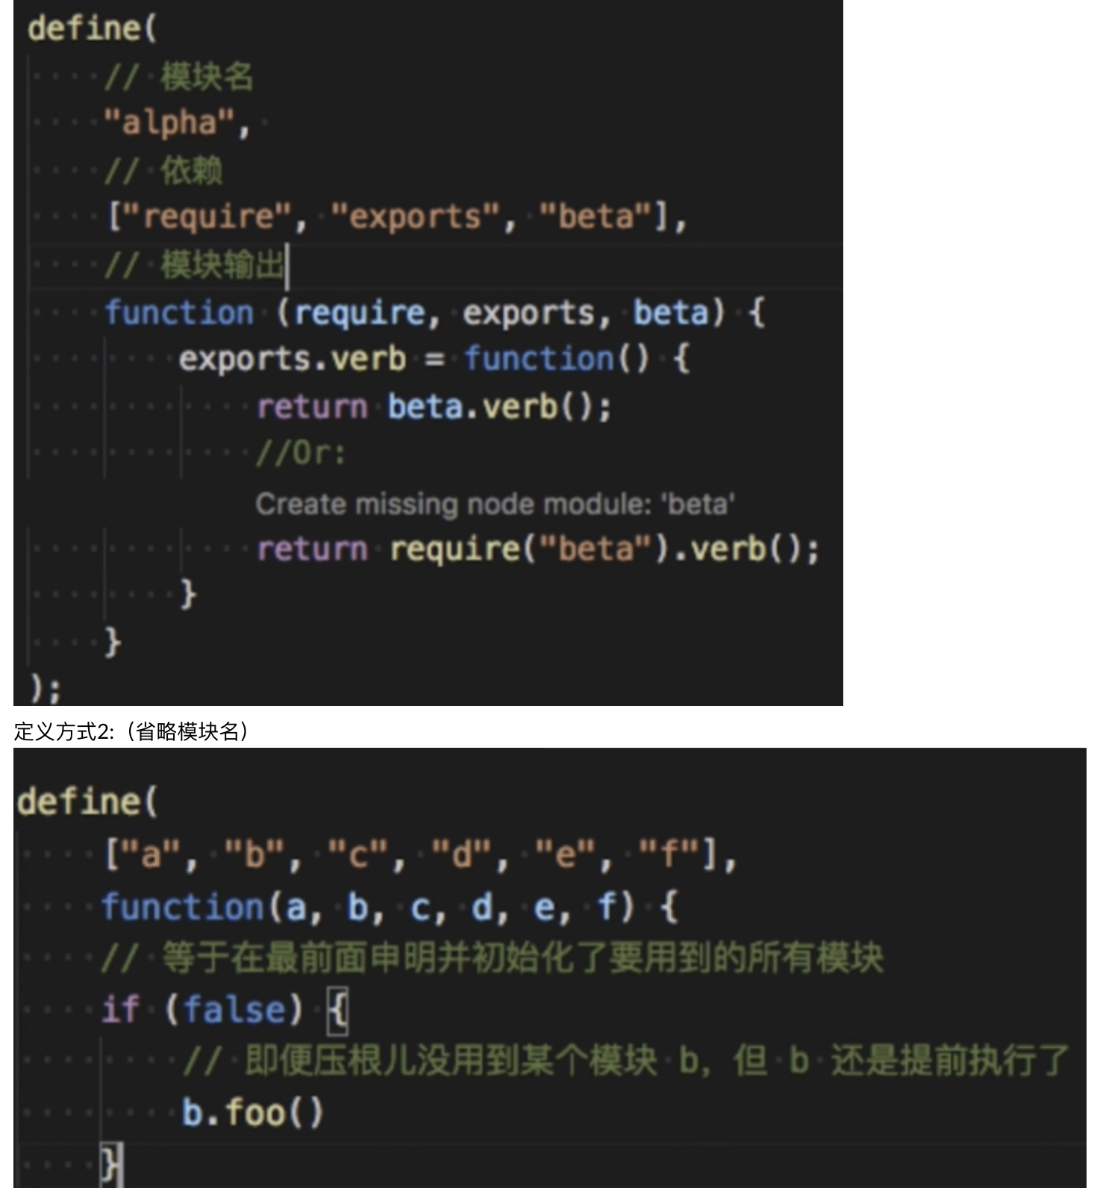 define(
// 模块名
"alpha",
// 依赖
["require", "exports", "beta"],
// 模块输出
function (require, exports, beta) {
exports.verb = function() {
return beta.verb();
//Or:
Create missing node module: 'beta'
return require("beta").verb();
}
}
);
定义方式2:（省略模块名）
define(
["a", "b", "c", "d", "e", "f"],
function(a, b, c, d, e, f) {
// 等于在最前面申明并初始化了要用到的所有模块
if (false) {
// 即便压根儿没用到某个模块 b，但 b 还是提前执行了
b.foo()
}